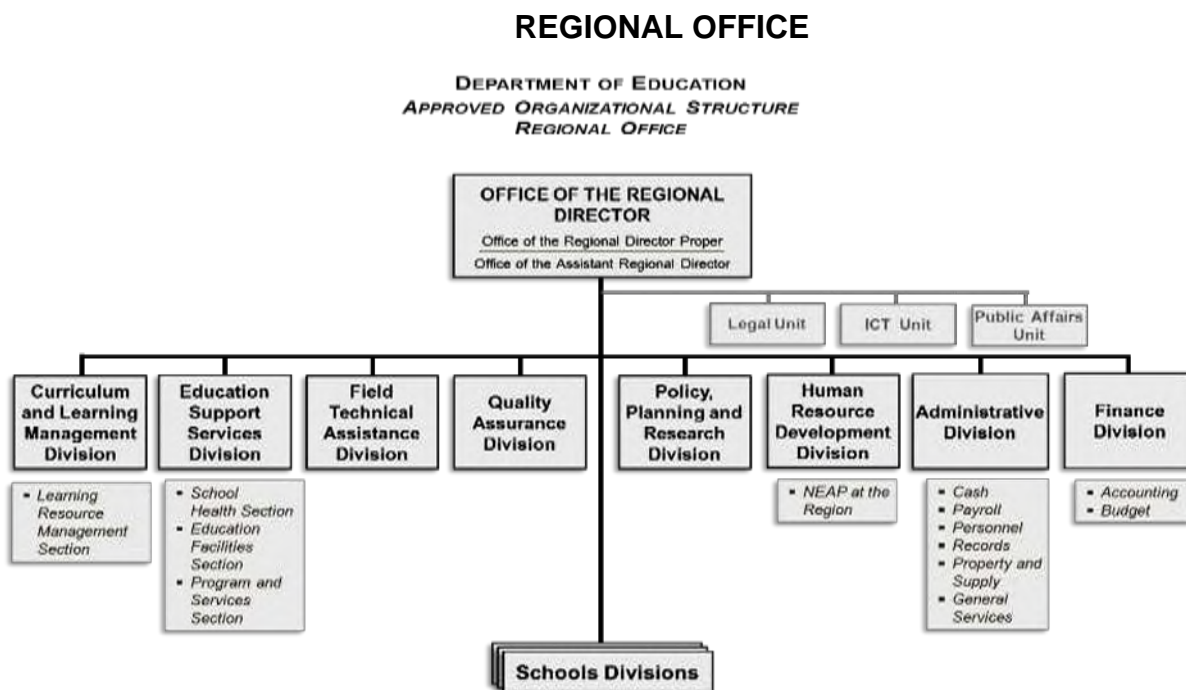 REGIONAL OFFICE
DEPARTMENT OF EDUCATION
APPROVED ORGANIZATIONAL STRUCTURE
REGIONAL OFFICE
OFFICE OF THE REGIONAL
DIRECTOR
Office of the Regional Director Proper
Office of the Assistant Regional Director
Legal Unit
ICT Unit
Public Affairs
Unit
Curriculum
and Learning
Management
Division
Education
Support
Services
Division
Field
Technical
Assistance
Division
Quality
Assurance
Division
Policy,
Planning and
Research
Division
Human
Resource
Development
Division
Administrative
Division
Finance
Division
▪ Learning
Resource
Management
Section
▪ School
Health Section
▪ Education
Facilities
Section
▪ Program and
Services
Section
▪ NEAP at the
Region
▪ Cash
▪ Payroll
▪ Personnel
▪ Records
▪ Property and
Supply
▪ General
Services
▪ Accounting
▪ Budget
Schools Divisions